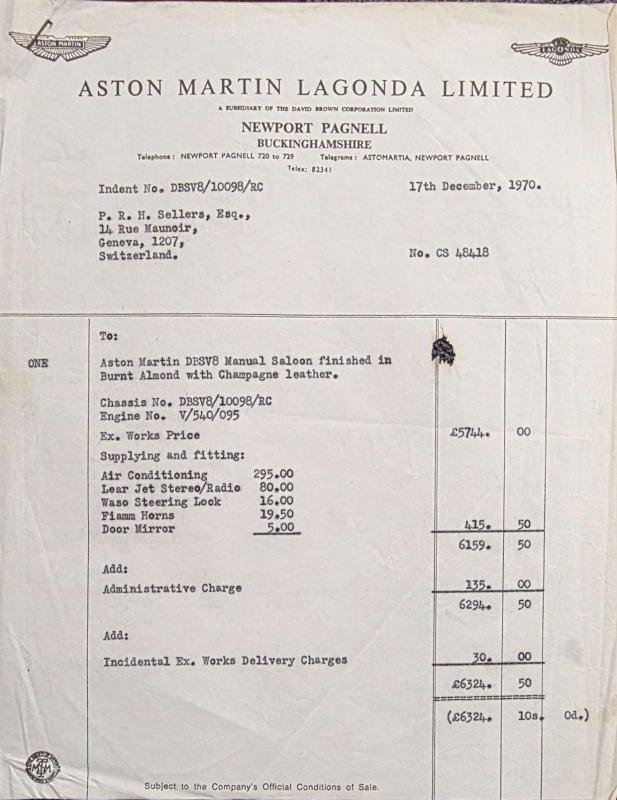 ASTON MARTIN
LAGONDA
ASTON MARTIN LAGONDA LIMITED
A SUBSIDIARY OF THE DAVID BROWN CORPORATION LIMITED
NEWPORT PAGNELL
BUCKINGHAMSHIRE
Telephone: NEWPORT PAGNELL 720 to 729 Telegrams: ASTOMARTIA, NEWPORT PAGNELL
Telex: 82341
Indent No. DBSV8/10098/RC 17th December, 1970.
P. R. H. Sellers, Esq.,
14 Rue Maunoir,
Geneva, 1207,
Switzerland. No. CS 48418
To:
ONE Aston Martin DBSV8 Manual Saloon finished in
Burnt Almond with Champagne leather.
Chassis No. DBSV8/10098/RC
Engine No. V/540/095
Ex. Works Price £5744. 00
Supplying and fitting:
Air Conditioning 295.00
Lear Jet Stereo/Radio 80.00
Waso Steering Lock 16.00
Fiamm Horns 19.50
Door Mirror 5.00 415. 50
6159. 50
Add:
Administrative Charge 135. 00
6294. 50
Add:
Incidental Ex. Works Delivery Charges 30. 00
£6324. 50
(£6324. 10s. 0d.)
Subject to the Company's Official Conditions of Sale.